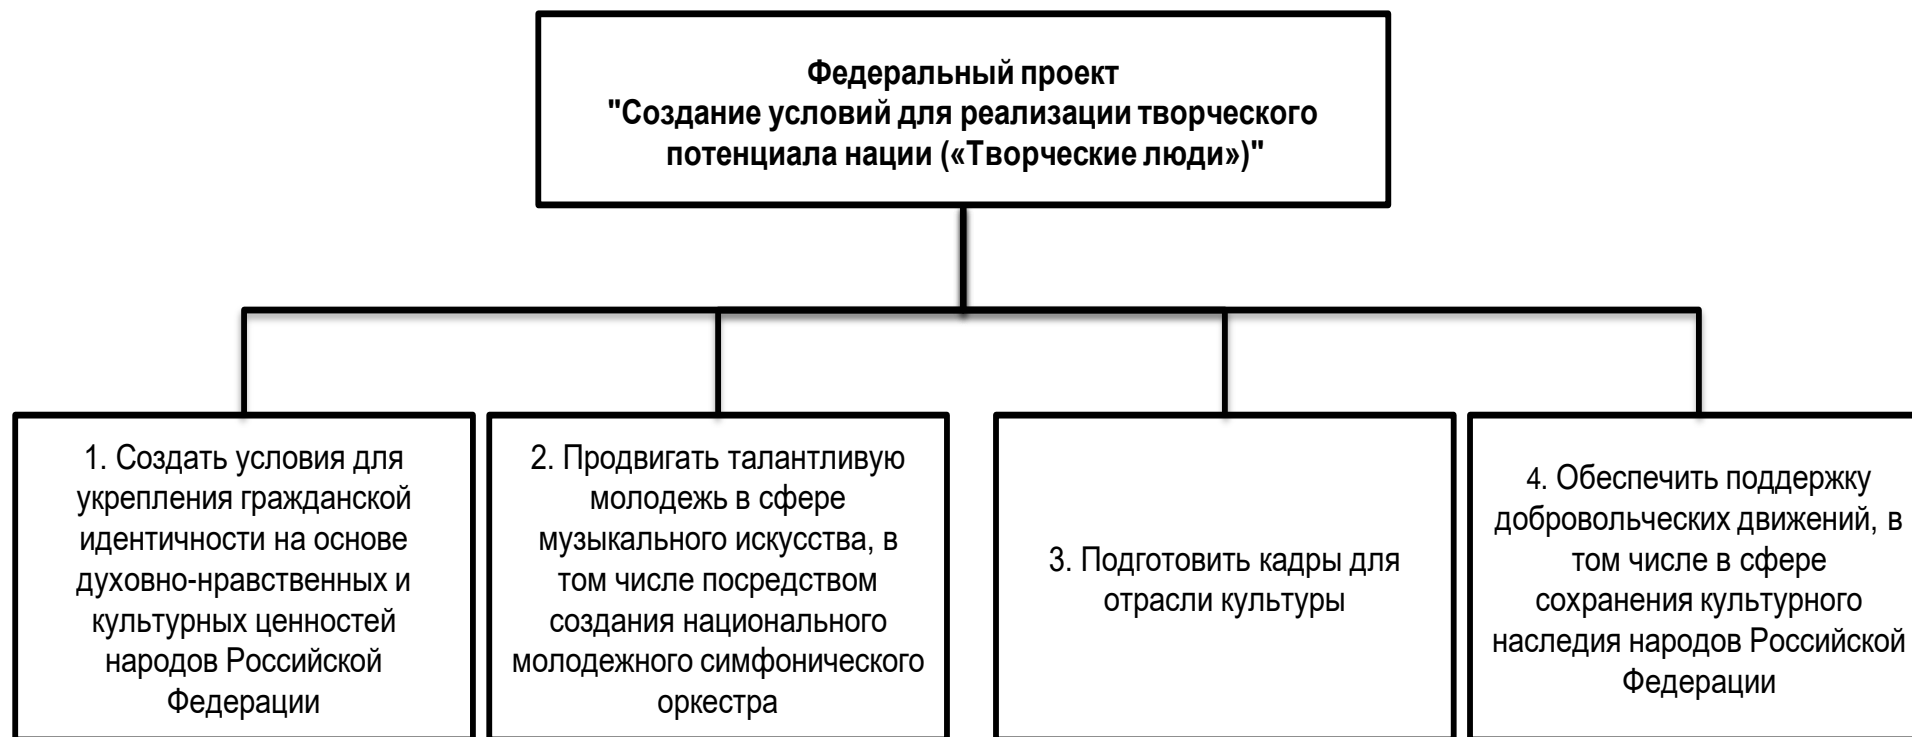 Федеральный проект
"Создание условий для реализации творческого
потенциала нации («Творческие люди»)"
1. Создать условия для
укрепления гражданской
идентичности на основе
духовно-нравственных и
культурных ценностей
народов Российской
Федерации
2. Продвигать талантливую
молодежь в сфере
музыкального искусства, в
том числе посредством
создания национального
молодежного симфонического
оркестра
3. Подготовить кадры для
отрасли культуры
4. Обеспечить поддержку
добровольческих движений, в
том числе в сфере
сохранения культурного
наследия народов Российской
Федерации